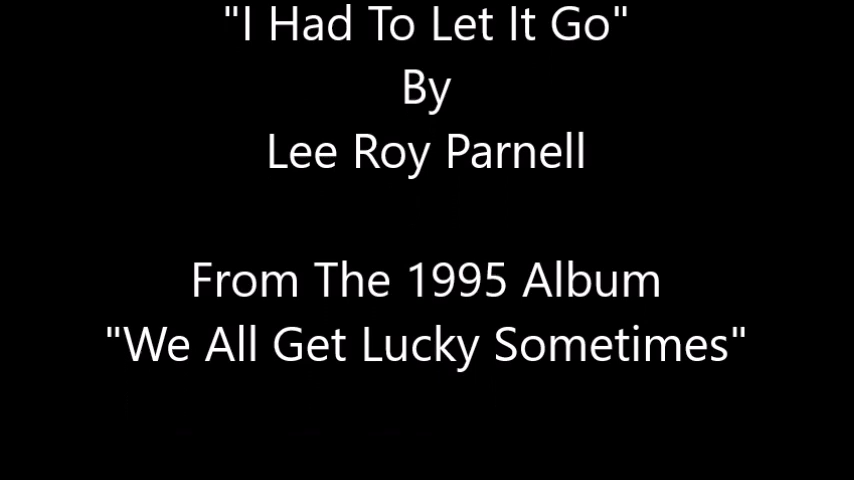 "I Had To Let It Go"
By
Lee Roy Parnell
From The 1995 Album
"We All Get Lucky Sometimes"